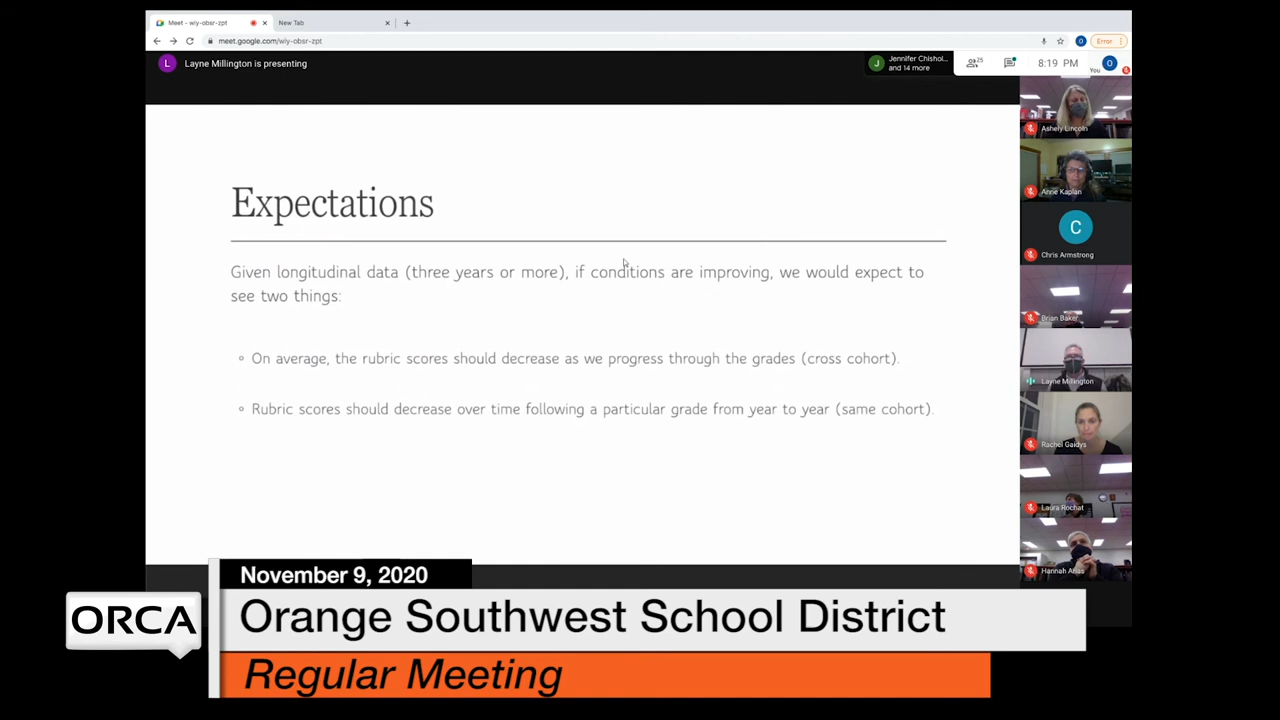 Meet - wiy-obsr-zpt
New Tab
meet.google.com/wiy-obsr-zpt
Error
L
Layne Millington is presenting
J
Jennifer Chishol...
and 14 more
25
8:19 PM
You
O
Ashely Lincoln
Anne Kaplan
C
Chris Armstrong
Brian Baker
Layne Millington
Rachel Gaidys
Laura Rochat
Hannah Arias
Expectations
Given longitudinal data (three years or more), if conditions are improving, we would expect to
see two things:
On average, the rubric scores should decrease as we progress through the grades (cross cohort).
Rubric scores should decrease over time following a particular grade from year to year (same cohort).
November 9, 2020
ORCA
Orange Southwest School District
Regular Meeting